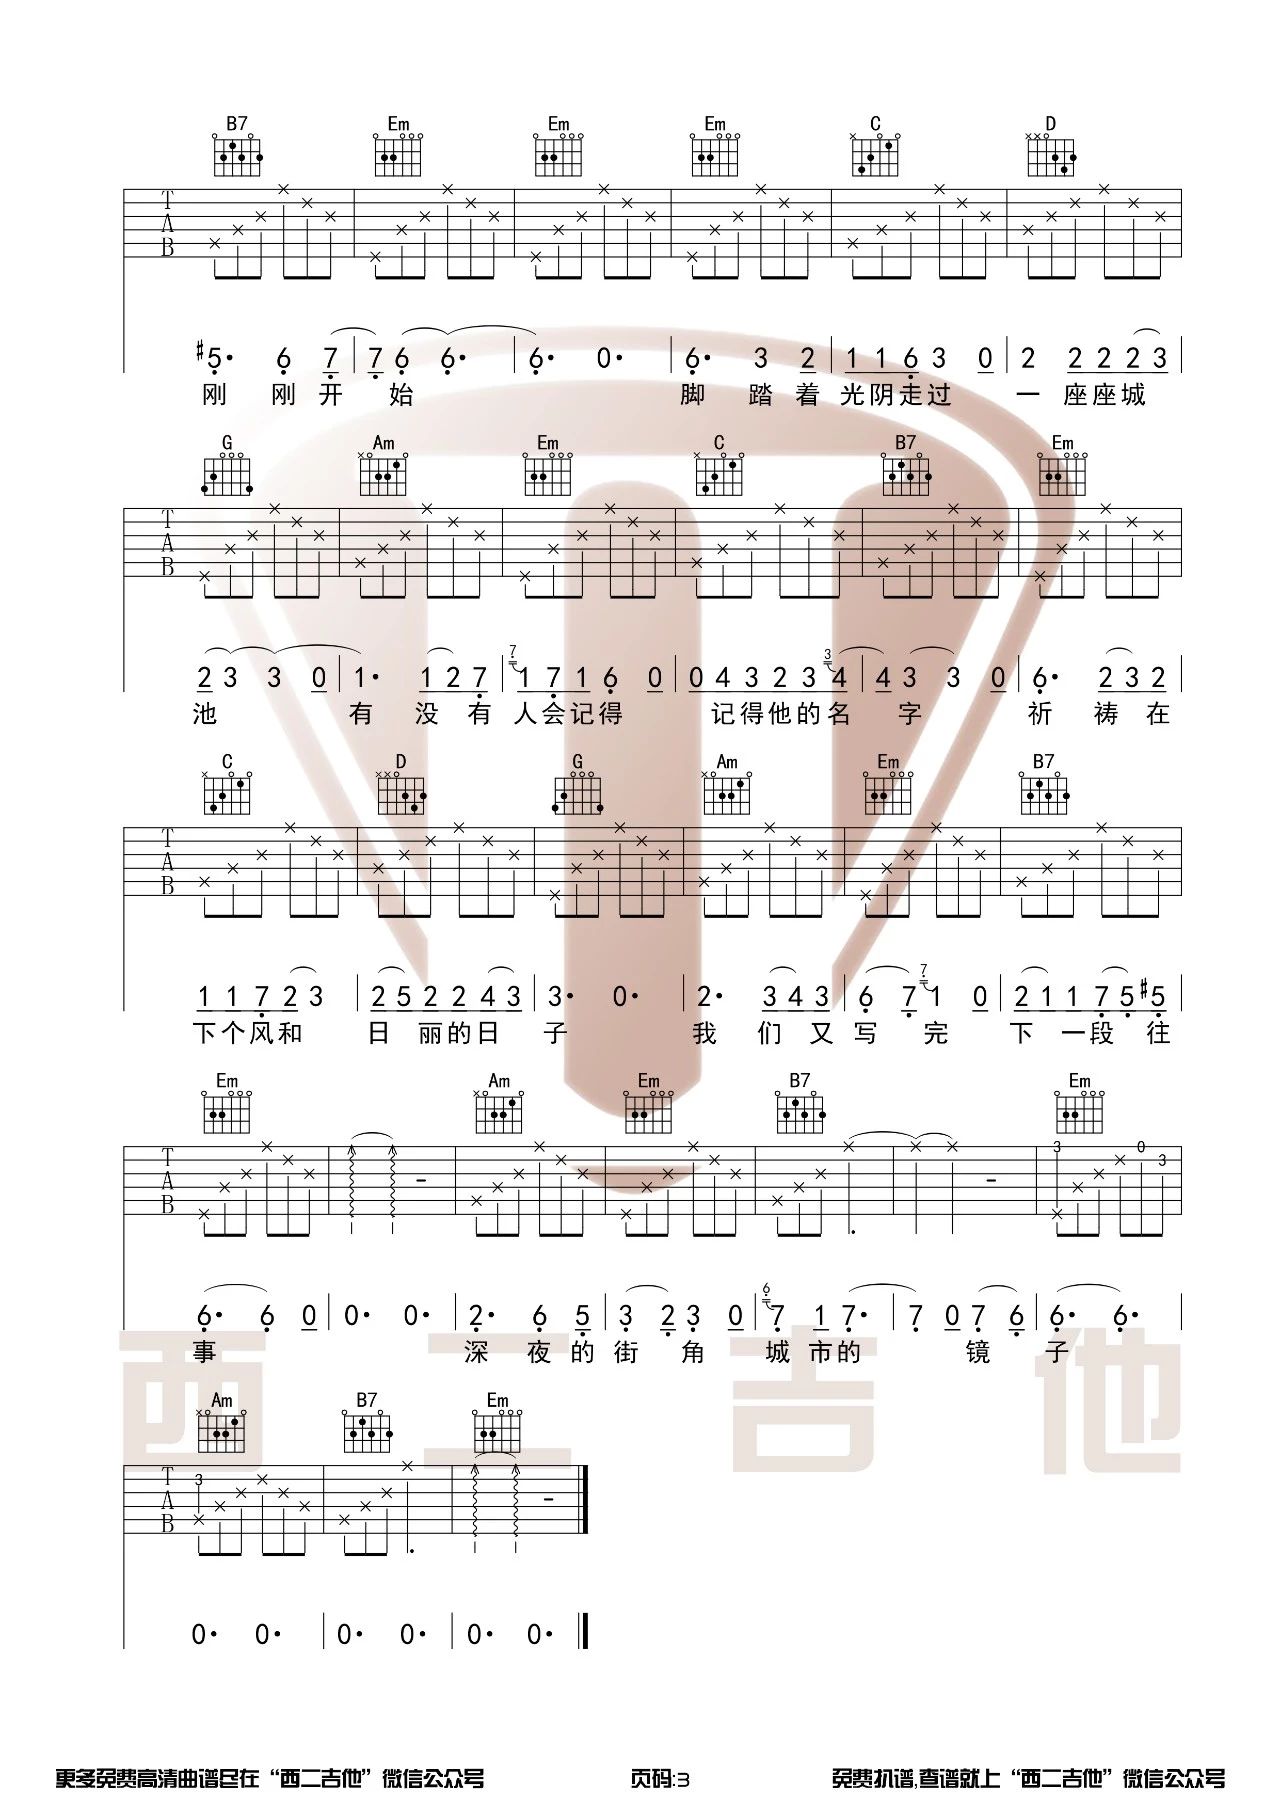 B7 Em Em Em C D
T
A
B
#5· 6 7 7 6 6· 6· 0· 6· 3 2 1 1 6 3 0 2 2 2 2 3
刚 刚 开 始 脚 踏 着 光阴走过 一 座座城
G Am Em C B7 Em
T
A
B
2 3 3 0 1· 1 2 7 7 1 7 1 6 0 0 4 3 2 3 3 4 4 3 3 0 6· 2 3 2
池 有 没 有 人会记得 记得他的名 字 祈 祷 在
C D G Am Em B7
T
A
B
1 1 7 2 3 2 5 2 2 4 3 3· 0· 2· 3 4 3 6 7 7 1 0 2 1 1 7 5 #5
下个风和 日 丽的日 子 我 们 又 写 完 下 一段 往
Em Am Em B7 Em
T
A
B
3 0 3
6· 6 0 0· 0· 2· 6 5 3 2 3 0 6 7 1 7· 7 0 7 6 6· 6·
事 深 夜 的 街 角 城 市的 镜 子
Am B7 Em
T
A
B
3
0· 0· 0· 0· 0· 0·
西二吉他
更多免费高清曲谱尽在“西二吉他”微信公众号 页码:3 免费扒谱,查谱就上“西二吉他”微信公众号